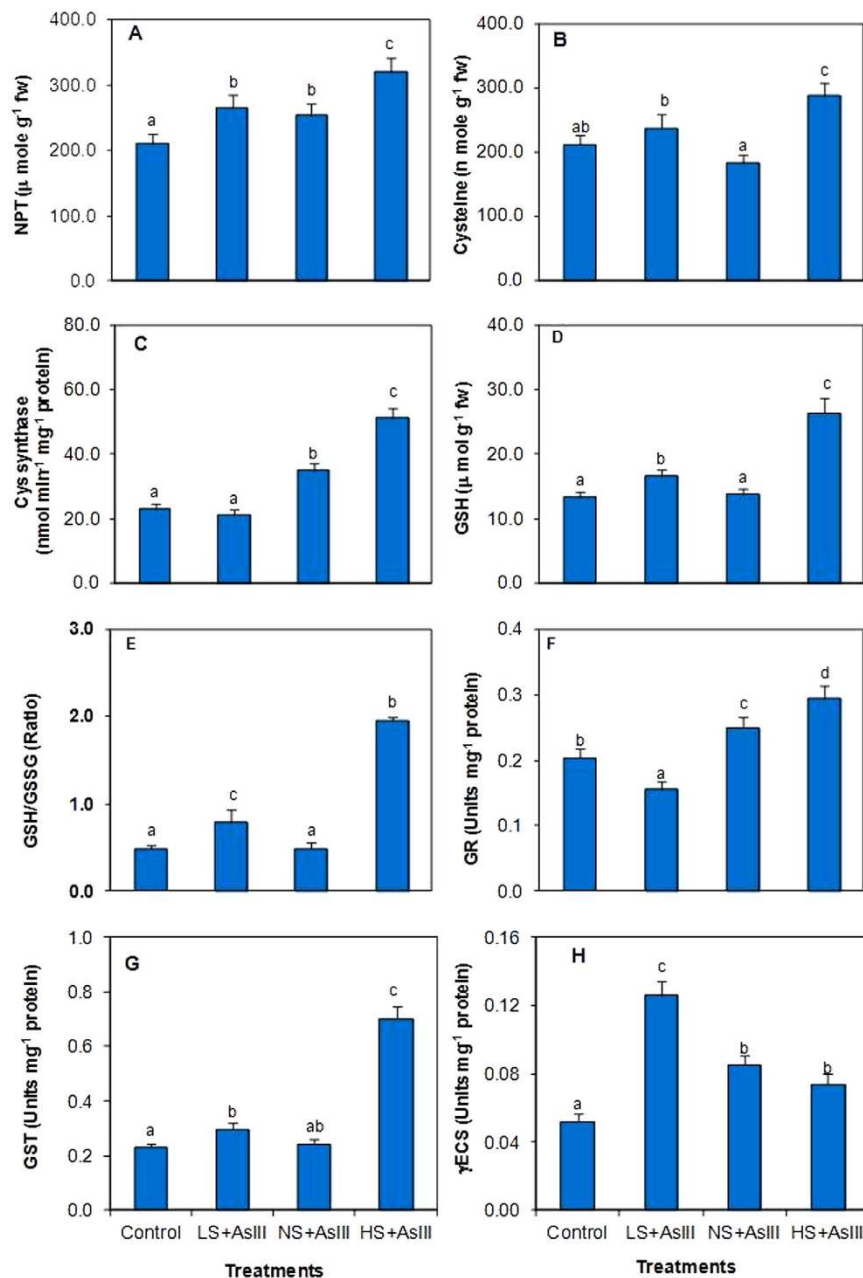 A
NPT (μ mole g⁻¹ fw)
400.0
300.0
200.0
100.0
0.0
a
b
b
c
B
Cysteine (n mole g⁻¹ fw)
400.0
300.0
200.0
100.0
0.0
ab
b
a
c
C
Cys synthase
(nmol min⁻¹ mg⁻¹ protein)
80.0
60.0
40.0
20.0
0.0
a
a
b
c
D
GSH (μ mol g⁻¹ fw)
40.0
30.0
20.0
10.0
0.0
a
b
a
c
E
GSH/GSSG (Ratio)
3.0
2.0
1.0
0.0
a
c
a
b
F
GR (Units mg⁻¹ protein)
0.4
0.3
0.2
0.1
0.0
b
a
c
d
G
GST (Units mg⁻¹ protein)
1.0
0.8
0.6
0.4
0.2
0.0
a
b
ab
c
Control LS+AsIII NS+AsIII HS+AsIII
Treatments
H
γECS (Units mg⁻¹ protein)
0.16
0.12
0.08
0.04
0.00
a
c
b
b
Control LS+AsIII NS+AsIII HS+AsIII
Treatments